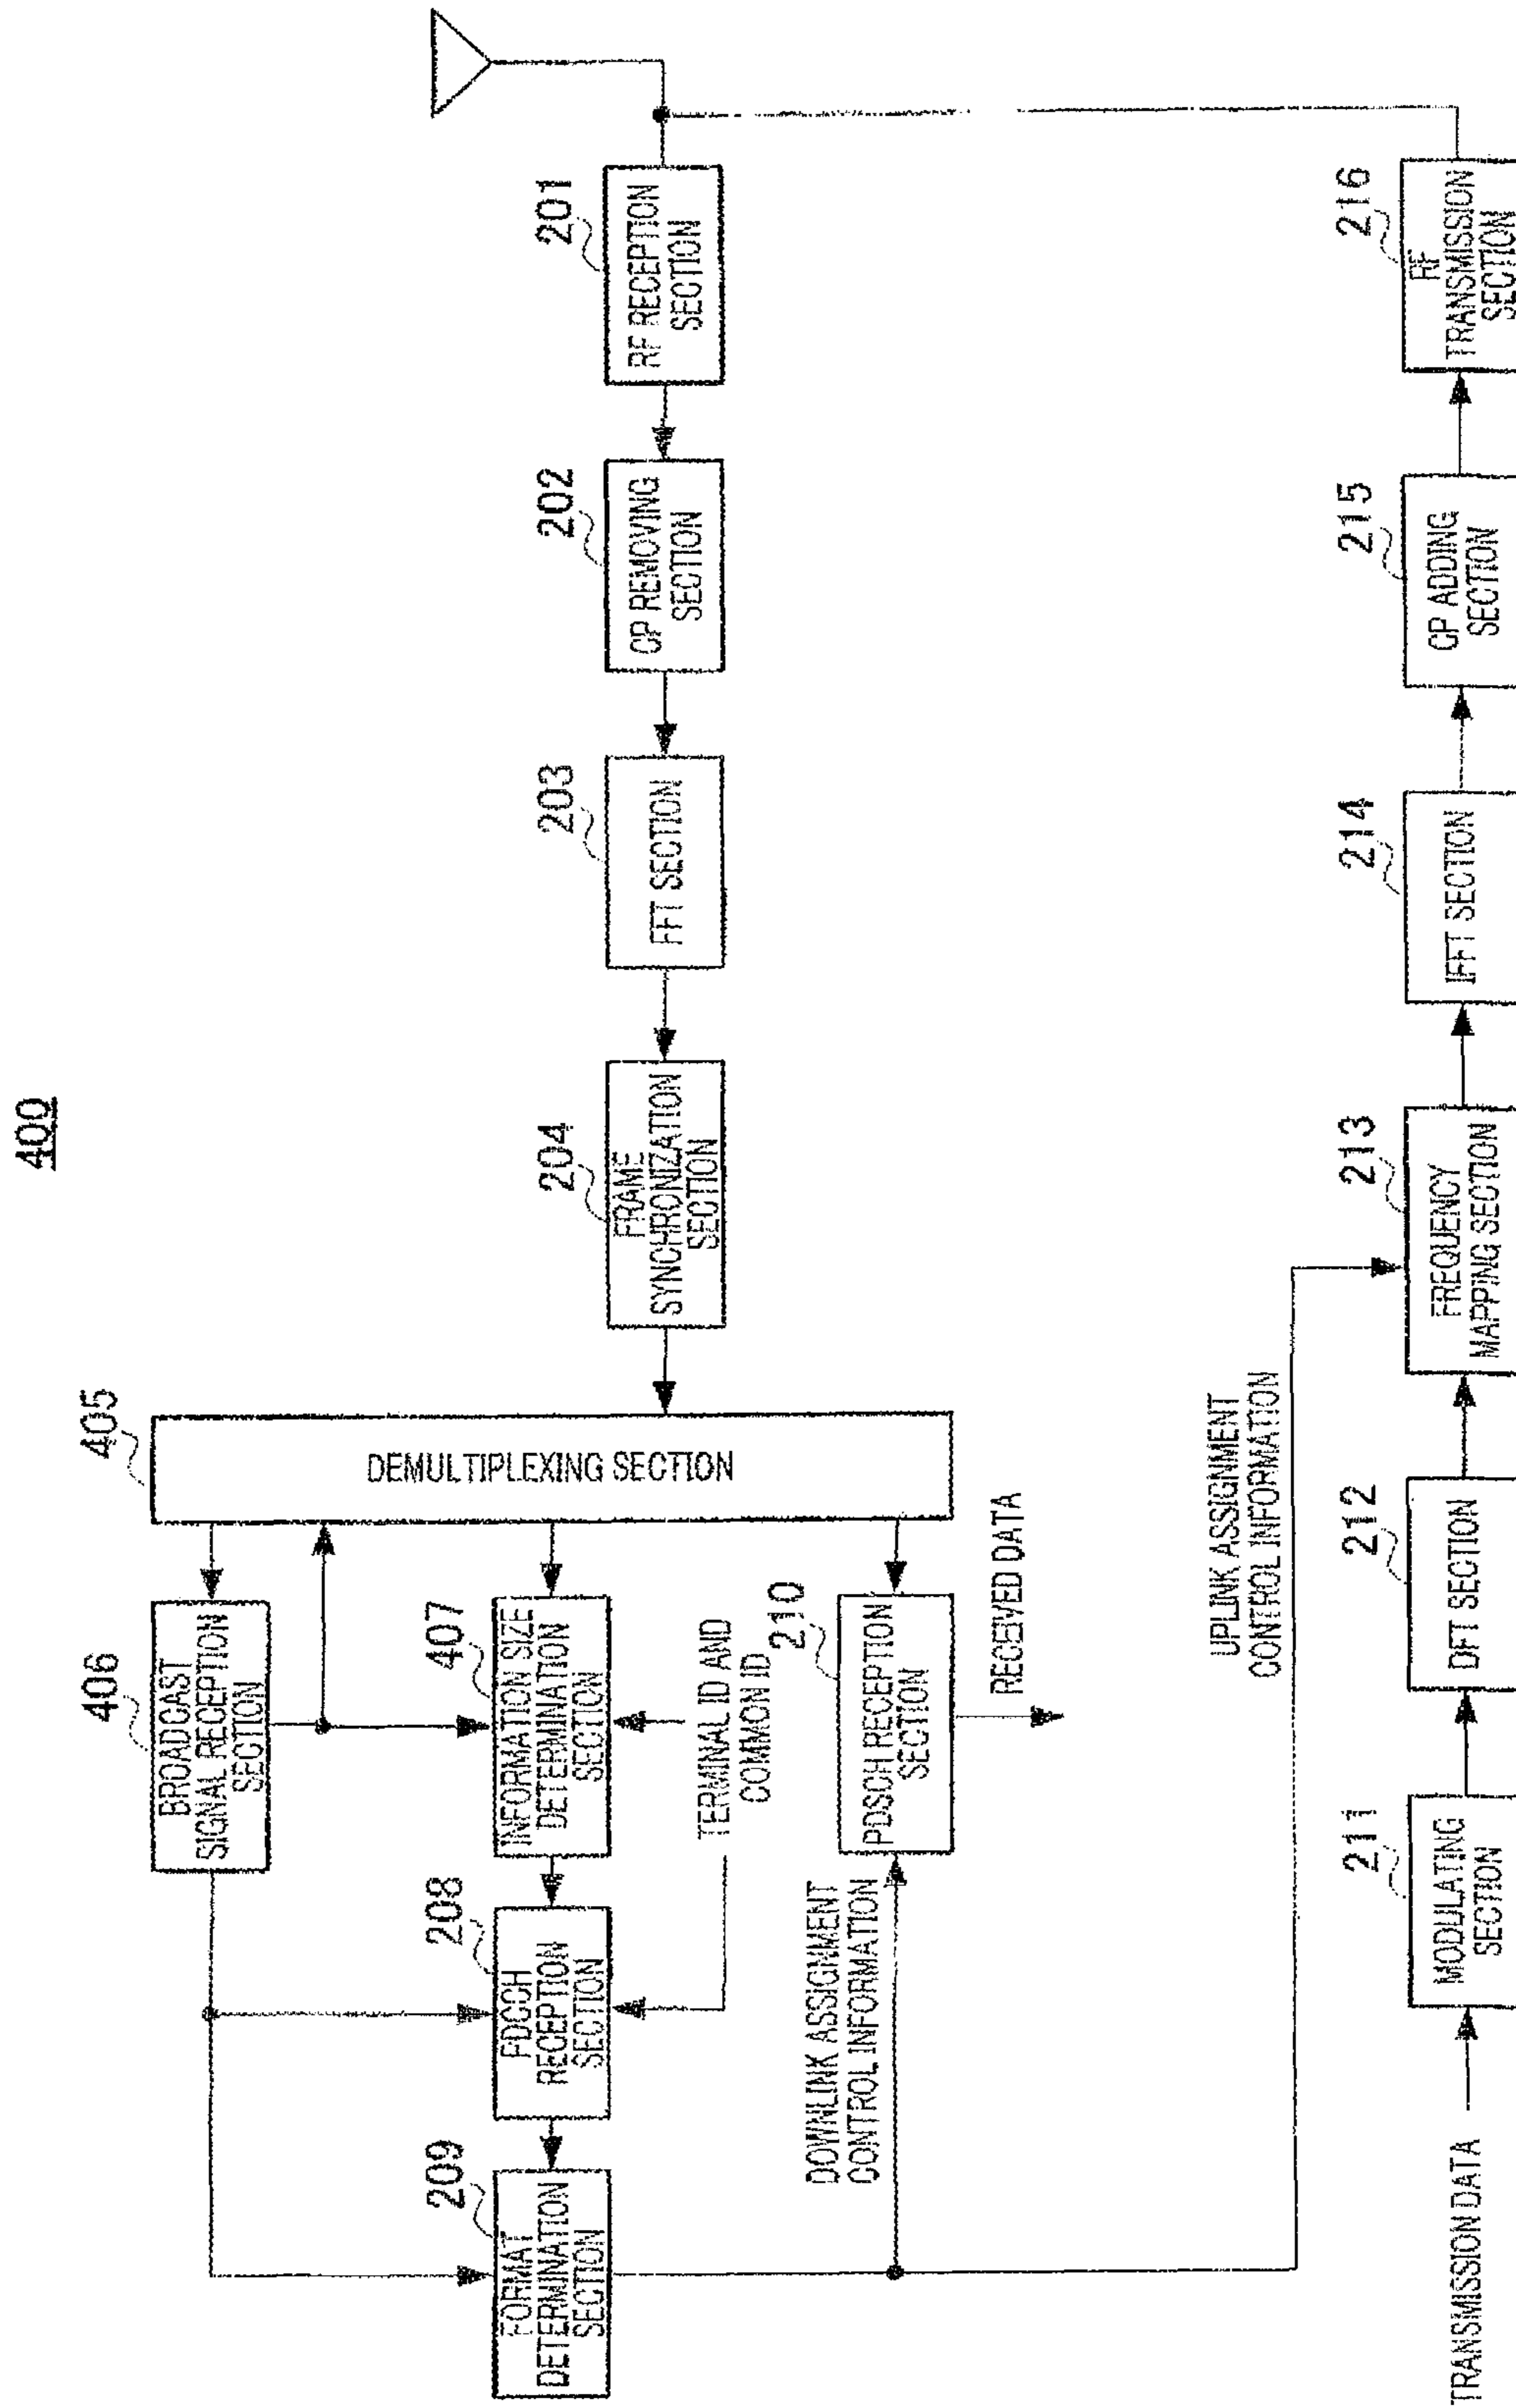 400
201
RF RECEPTION
SECTION
202
CP REMOVING
SECTION
203
FFT SECTION
204
FRAME
SYNCHRONIZATION
SECTION
405
DEMULTIPLEXING SECTION
406
BROADCAST
SIGNAL RECEPTION
SECTION
407
INFORMATION SIZE
DETERMINATION
SECTION
TERMINAL ID AND
COMMON ID
208
PDCCH
RECEPTION
SECTION
209
FORMAT
DETERMINATION
SECTION
210
PDSCH RECEPTION
SECTION
RECEIVED DATA
DOWNLINK ASSIGNMENT
CONTROL INFORMATION
UPLINK ASSIGNMENT
CONTROL INFORMATION
TRANSMISSION DATA
211
MODULATING
SECTION
212
DFT SECTION
213
FREQUENCY
MAPPING SECTION
214
IFFT SECTION
215
CP ADDING
SECTION
216
RF
TRANSMISSION
SECTION